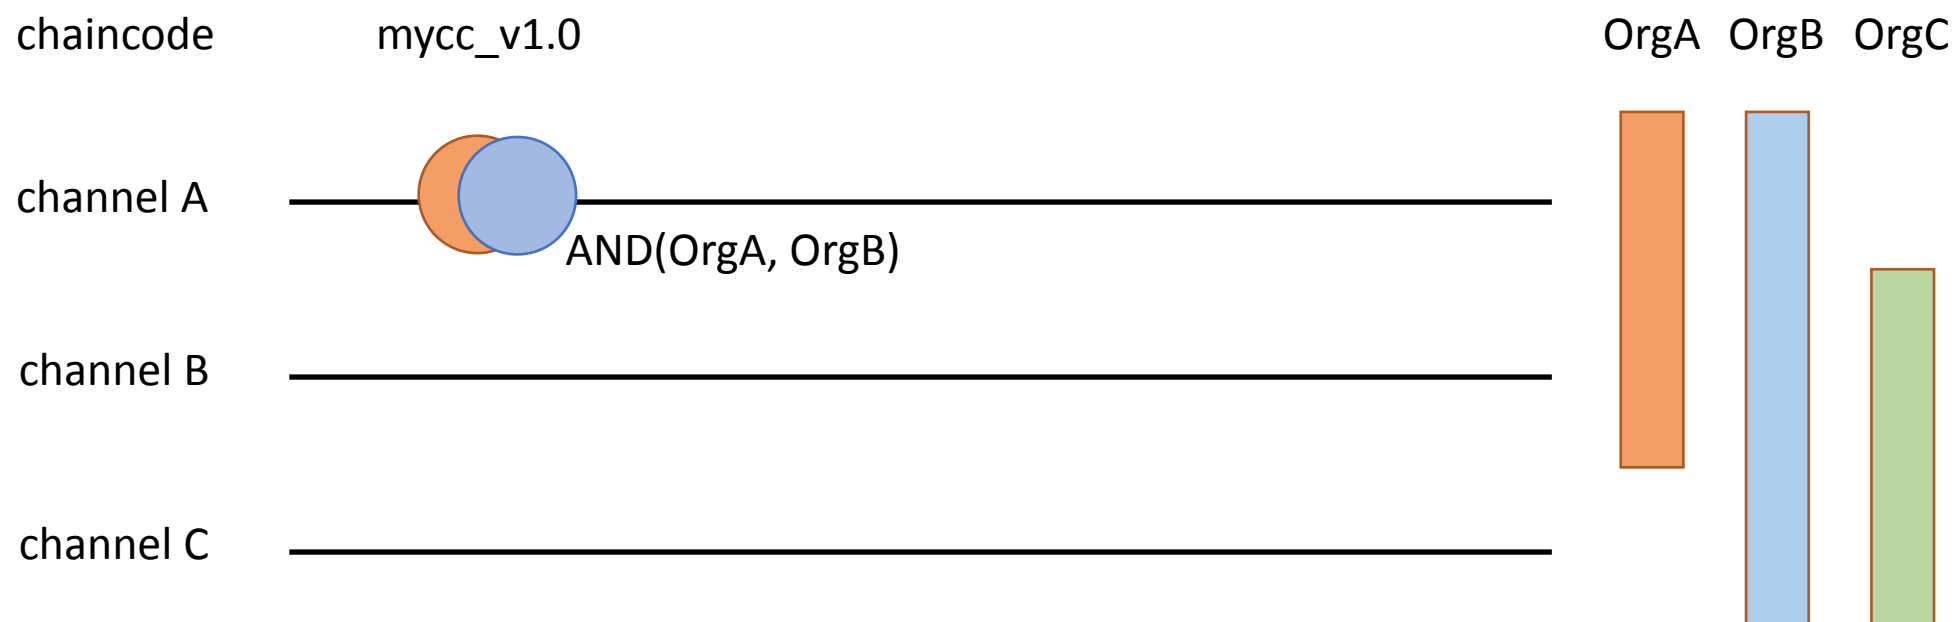 chaincode mycc_v1.0 OrgA OrgB OrgC
channel A
AND(OrgA, OrgB)
channel B
channel C